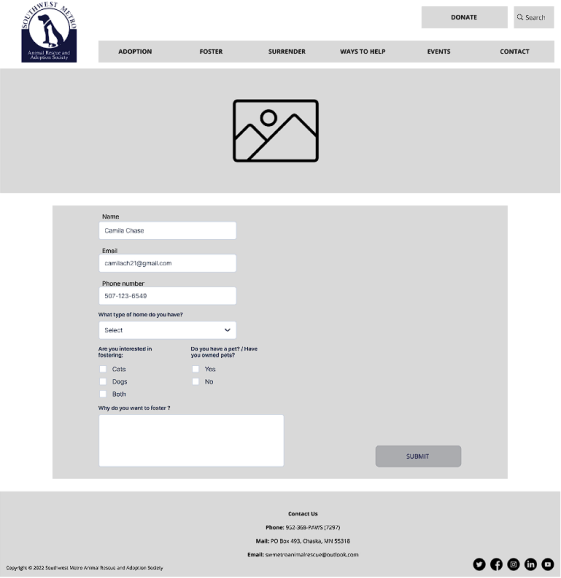 SOUTHWEST METRO
Animal Rescue and
Adoption Society
DONATE
Search
ADOPTION FOSTER SURRENDER WAYS TO HELP EVENTS CONTACT
Name
Camile Chase
Email
camilach21@gmail.com
Phone number
507-123-6549
What type of home do you have?
Select
Are you interested in
fostering:
Cats
Dogs
Both
Do you have a pet? / Have
you owned pets?
Yes
No
Why do you want to foster ?
SUBMIT
Contact Us
Phone: 952-368-PAWS (7297)
Mail: PO Box 493, Chaska, MN 55318
Email: swmetroanimalrescue@outlook.com
Copyright © 2022 Southwest Metro Animal Rescue and Adoption Society